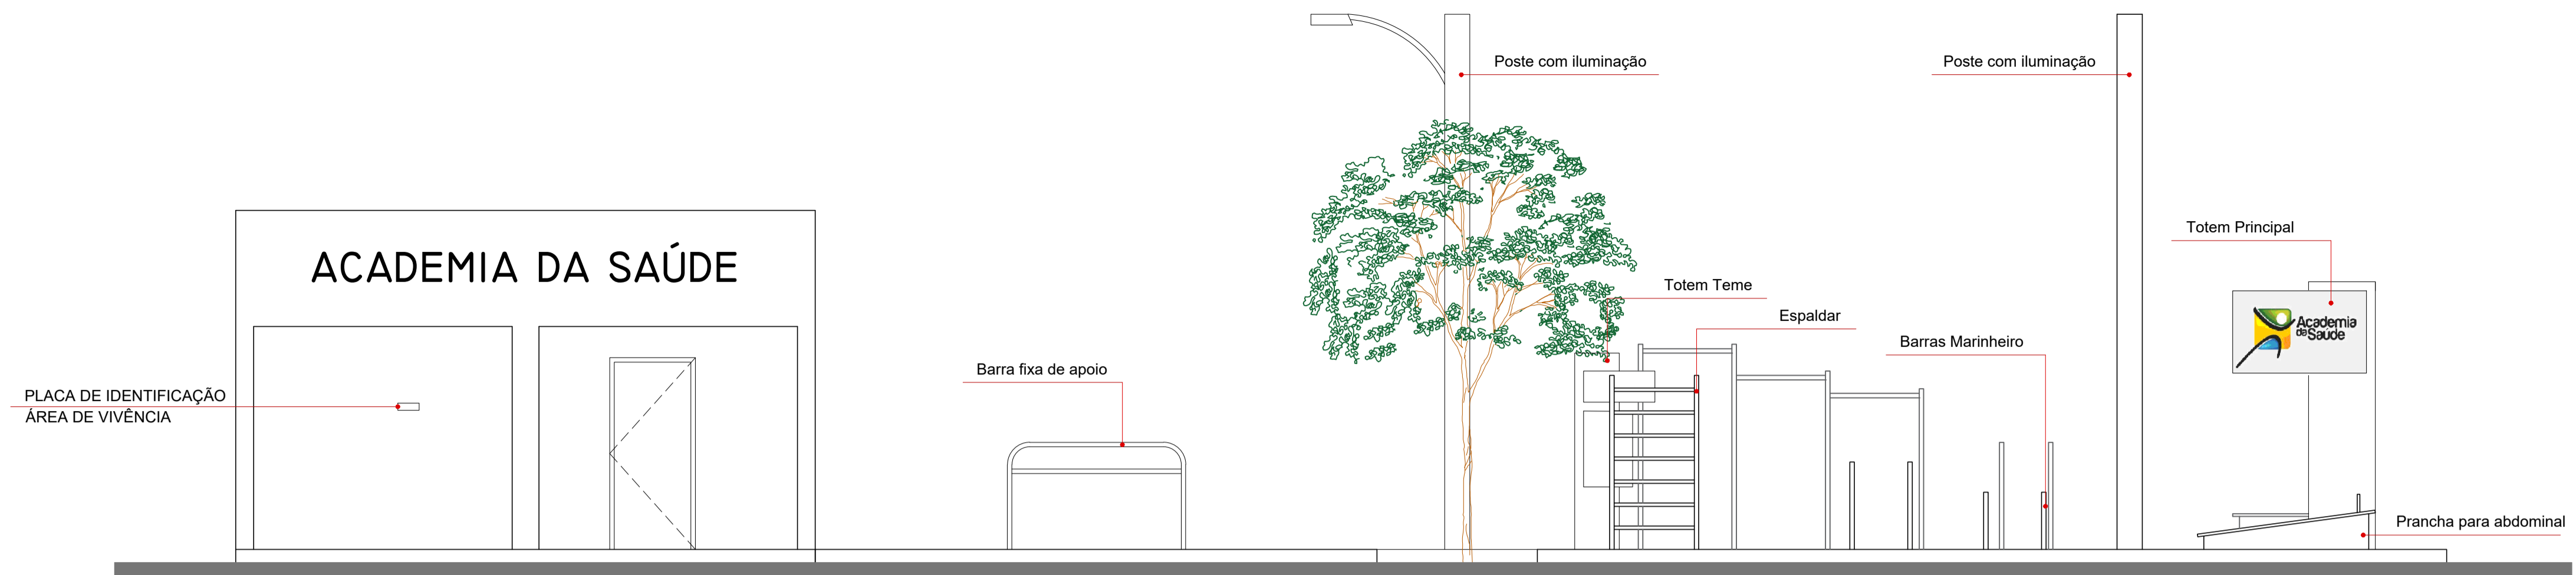 Poste com iluminação
Poste com iluminação
Totem Principal
ACADEMIA DA SAÚDE
Totem Teme
Espaldar
Academia
da Saúde
Barras Marinheiro
Barra fixa de apoio
PLACA DE IDENTIFICAÇÃO
ÁREA DE VIVÊNCIA
Prancha para abdominal